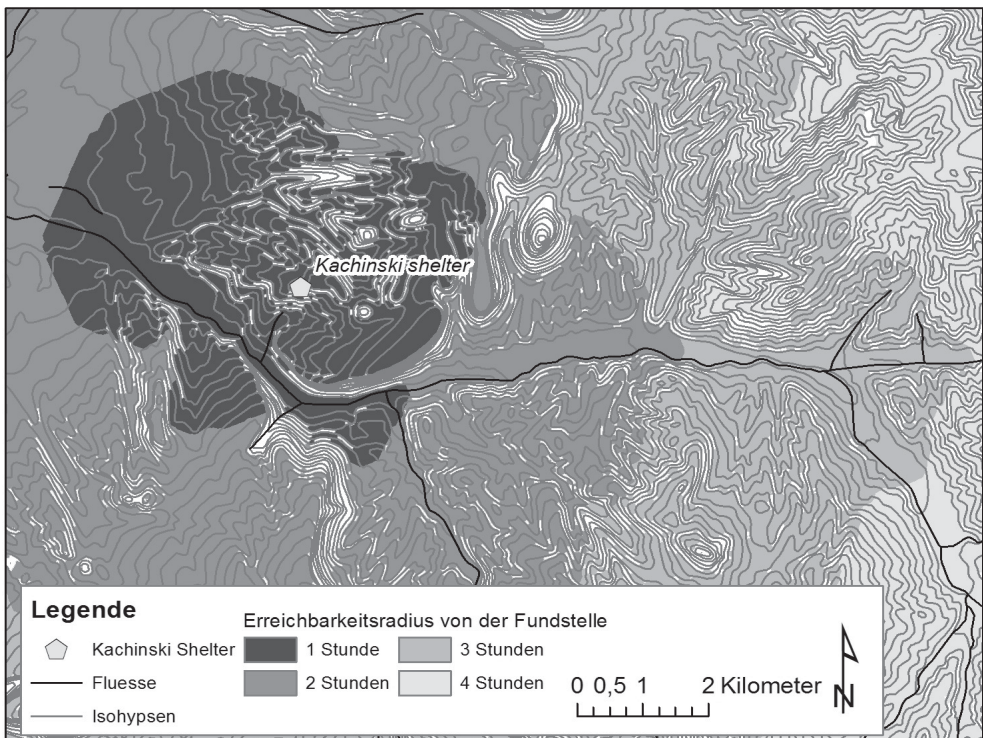 Kachinski shelter
Legende
Kachinski Shelter
Fluesse
Isohypsen
Erreichbarkeitsradius von der Fundstelle
1 Stunde
3 Stunden
2 Stunden
4 Stunden
0 0,5 1 2 Kilometer
N